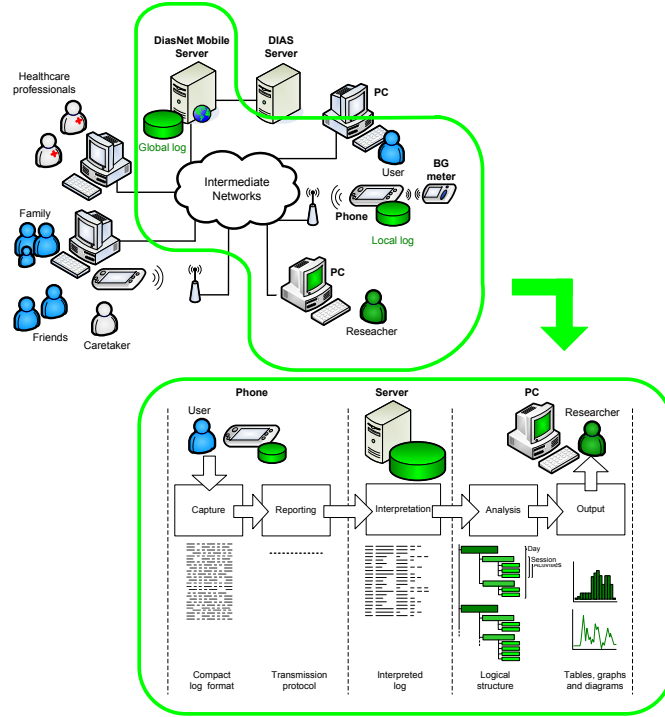 DiasNet Mobile
Server
DIAS
Server
Healthcare
professionals
PC
Global log
User
BG
meter
Intermediate
Networks
Phone
Family
Local log
PC
Reseacher
Friends
Caretaker
Phone
Server
PC
User
Researcher
Capture
Reporting
Interpretation
Analysis
Output
Day
Session
Activities
Compact
log format
Transmission
protocol
Interpreted
log
Logical
structure
Tables, graphs
and diagrams